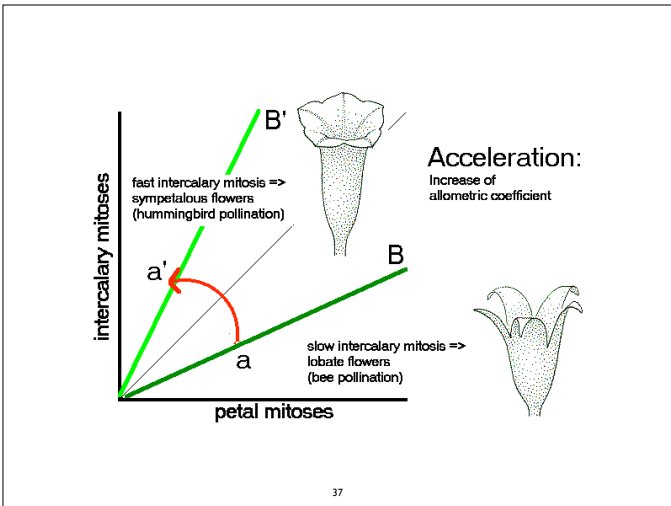 B'
Acceleration:
Increase of
allometric coefficient
fast intercalary mitosis =>
sympetalous flowers
(hummingbird pollination)
intercalary mitoses
B
a'
a
slow intercalary mitosis =>
lobate flowers
(bee pollination)
petal mitoses
37